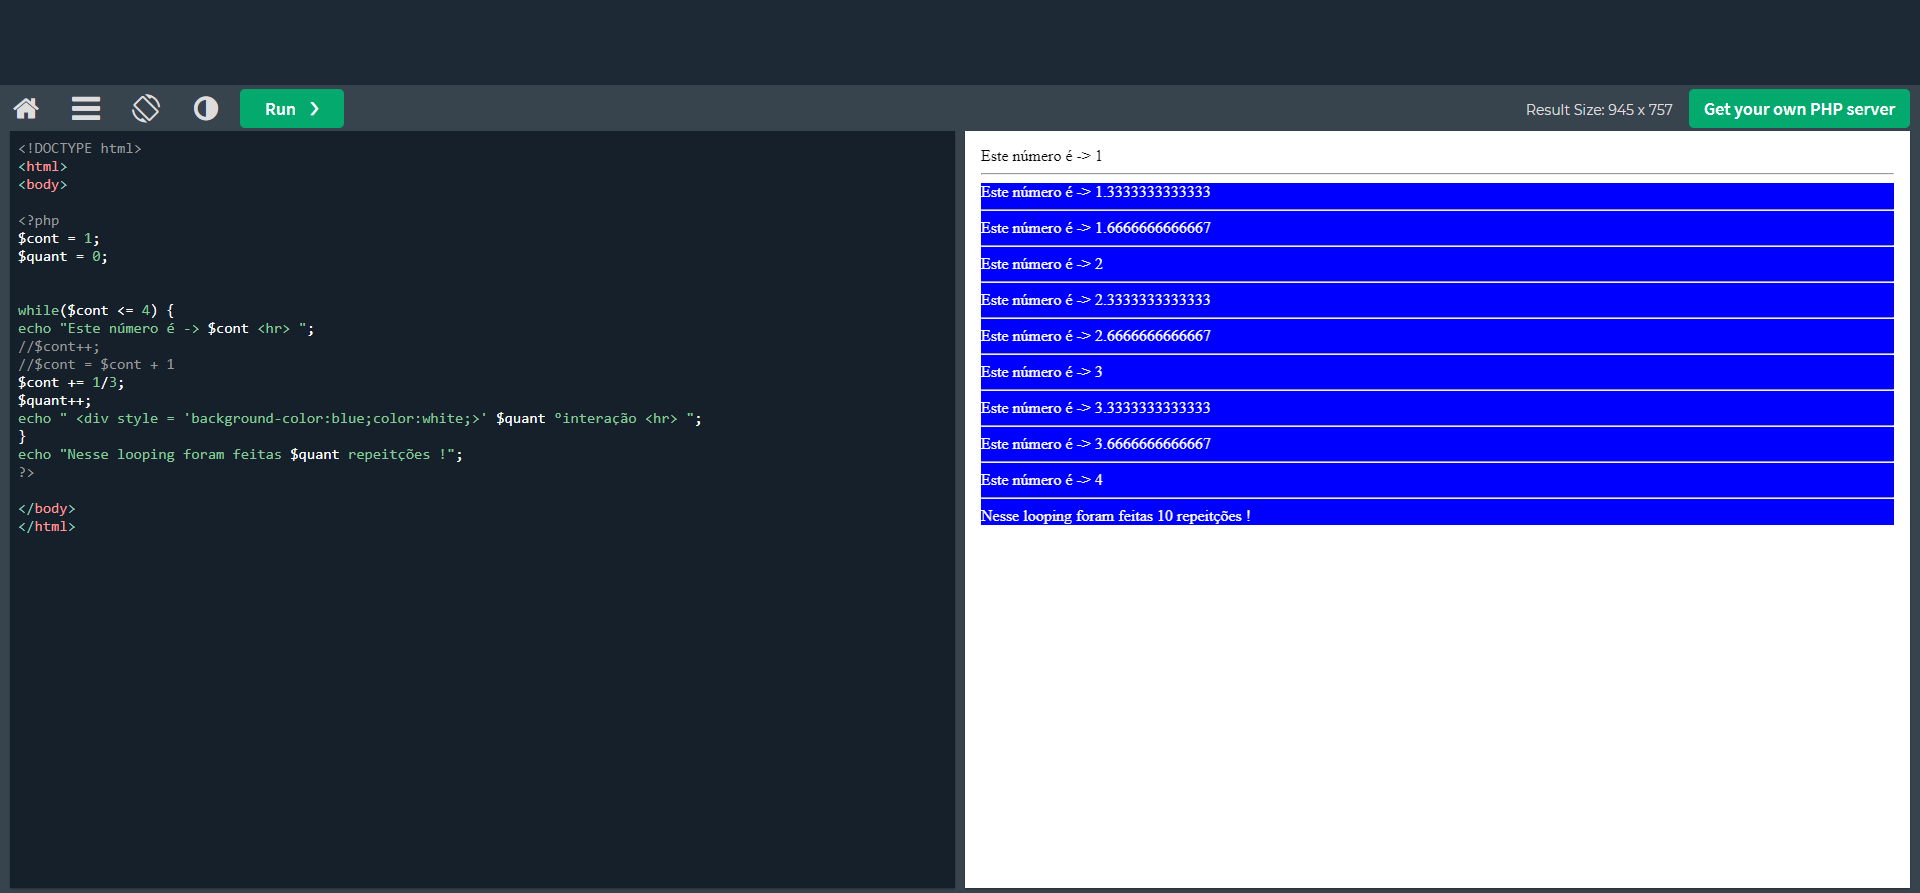 Run ❯
Result Size: 945 x 757
Get your own PHP server
<!DOCTYPE html>
<html>
<body>
<?php
$cont = 1;
$quant = 0;
while($cont <= 4) {
echo "Este número é -> $cont <hr> ";
//$cont++;
//$cont = $cont + 1
$cont += 1/3;
$quant++;
echo " <div style = 'background-color:blue;color:white;>' $quant ºinteração <hr> ";
}
echo "Nesse looping foram feitas $quant repeitções !";
?>
</body>
</html>
Este número é -> 1
Este número é -> 1.3333333333333
Este número é -> 1.6666666666667
Este número é -> 2
Este número é -> 2.3333333333333
Este número é -> 2.6666666666667
Este número é -> 3
Este número é -> 3.3333333333333
Este número é -> 3.6666666666667
Este número é -> 4
Nesse looping foram feitas 10 repeitções !